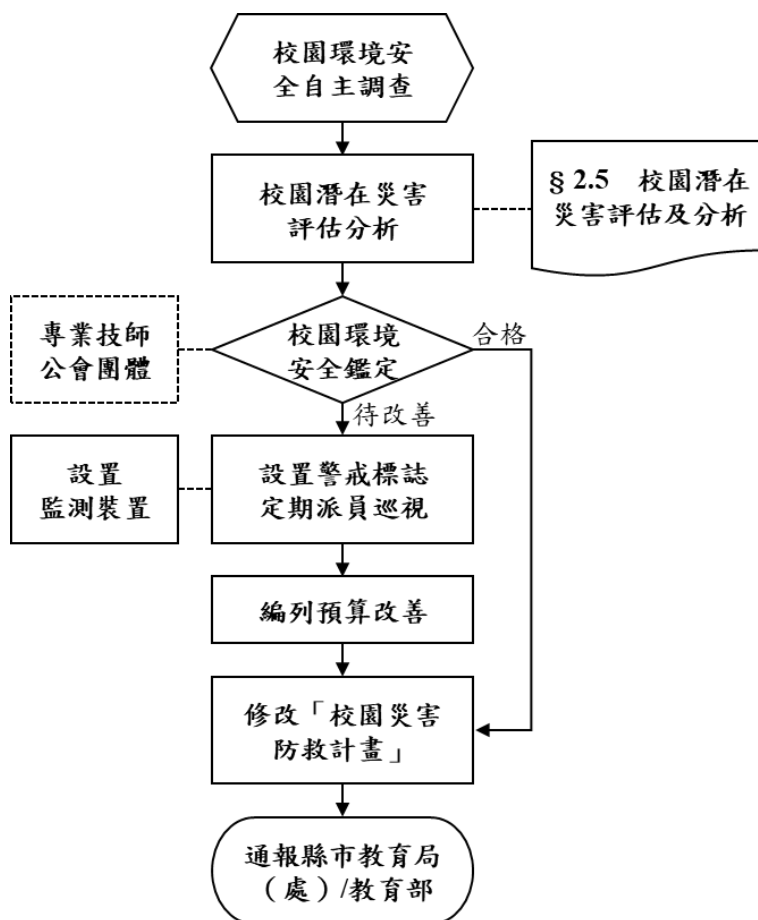 校園環境安
全自主調查
校園潛在災害
評估分析
§ 2.5 校園潛在
災害評估及分析
專業技師
公會團體
校園環境
安全鑑定
合格
待改善
設置
監測裝置
設置警戒標誌
定期派員巡視
編列預算改善
修改「校園災害
防救計畫」
通報縣市教育局
（處）/教育部